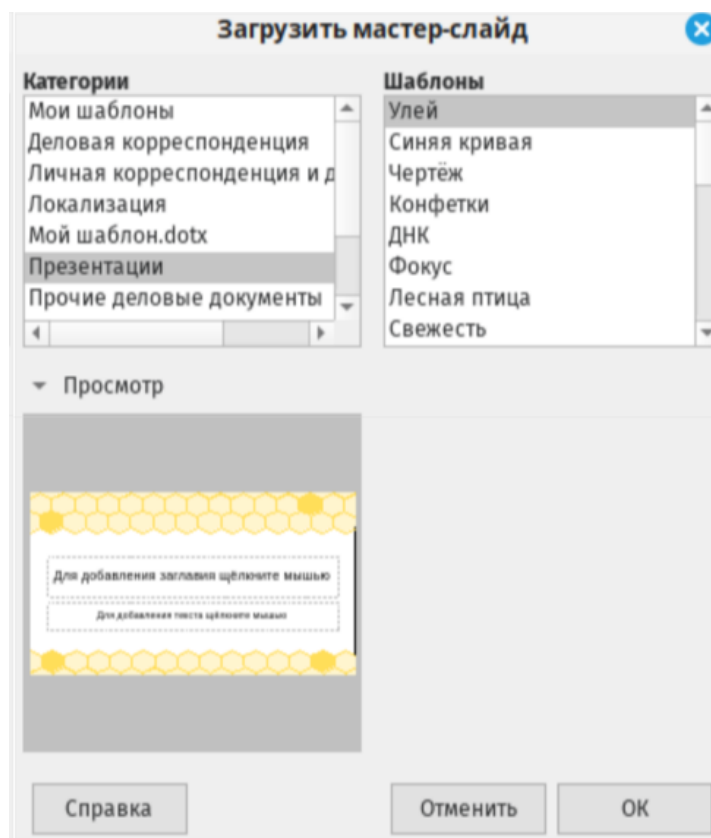 Загрузить мастер-слайд
Категории
Мои шаблоны
Деловая корреспонденция
Личная корреспонденция и д
Локализация
Мой шаблон.dotx
Презентации
Прочие деловые документы
Шаблоны
Улей
Синяя кривая
Чертёж
Конфетки
ДНК
Фокус
Лесная птица
Свежесть
Просмотр
Для добавления заглавия щёлкните мышью
Для добавления текста щёлкните мышью
Справка
Отменить
ОК